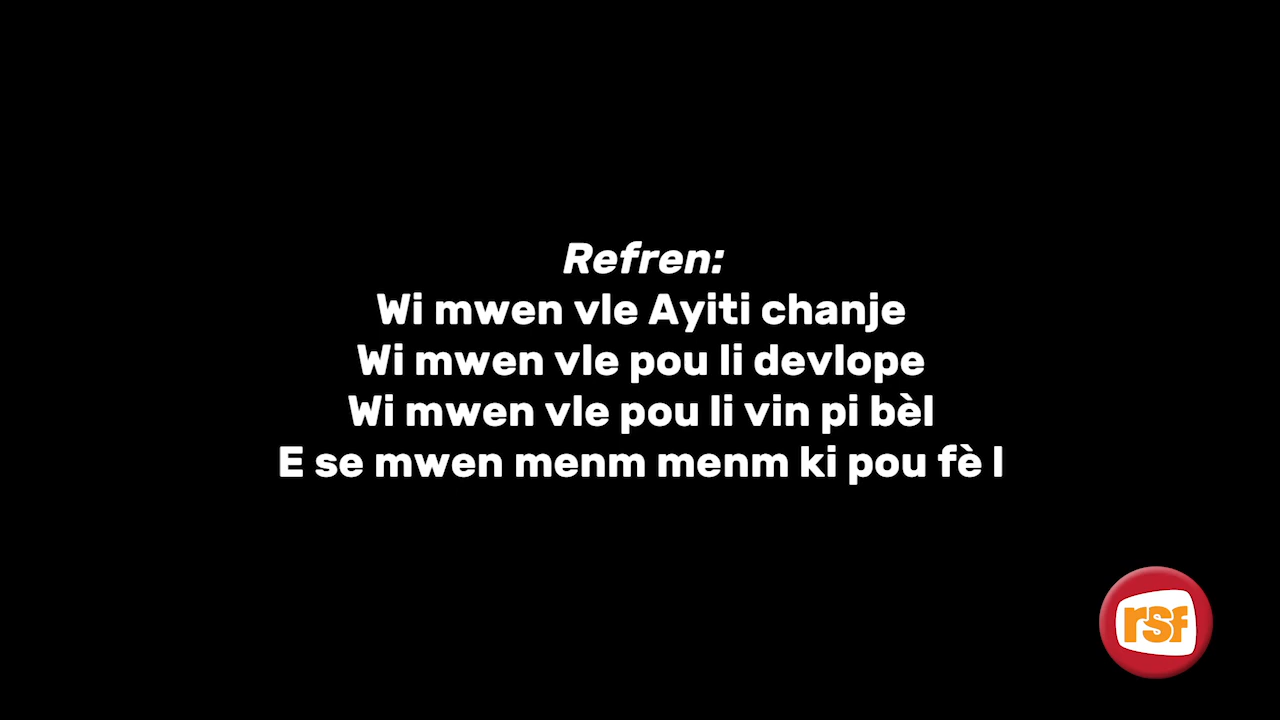 Refren:
Wi mwen vle Ayiti chanje
Wi mwen vle pou li devlope
Wi mwen vle pou li vin pi bèl
E se mwen menm menm ki pou fè l
rsf